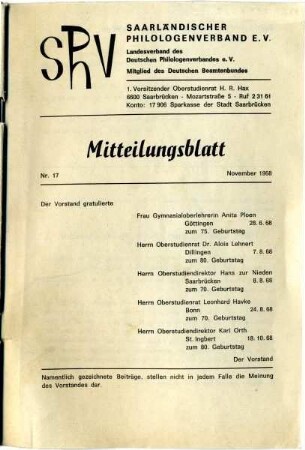 SPhV
SAARLÄNDISCHER
PHILOLOGENVERBAND E. V.
Landesverband des
Deutschen Philologenverbandes e. V.
Mitglied des Deutschen Beamtenbundes
1. Vorsitzender Oberstudienrat H. R. Hax
6600 Saarbrücken - Mozartstraße 5 - Ruf 2 31 61
Konto: 17 906 Sparkasse der Stadt Saarbrücken
Mitteilungsblatt
Nr. 17 November 1968
Der Vorstand gratulierte
Frau Gymnasialoberlehrerin Anita Ploen
Göttingen 28. 6. 68
zum 75. Geburtstag
Herrn Oberstudienrat Dr. Alois Lehnert
Dillingen 7. 8. 68
zum 80. Geburtstag
Herrn Oberstudiendirektor Hans zur Nieden
Saarbrücken 9. 8. 68
zum 70. Geburtstag
Herrn Oberstudienrat Leonhard Havke
Bonn 24. 8. 68
zum 70. Geburtstag
Herrn Oberstudiendirektor Karl Orth
St. Ingbert 18. 10. 68
zum 80. Geburtstag
Der Vorstand
Namentlich gezeichnete Beiträge, stellen nicht in jedem Falle die Meinung
des Vorstandes dar.